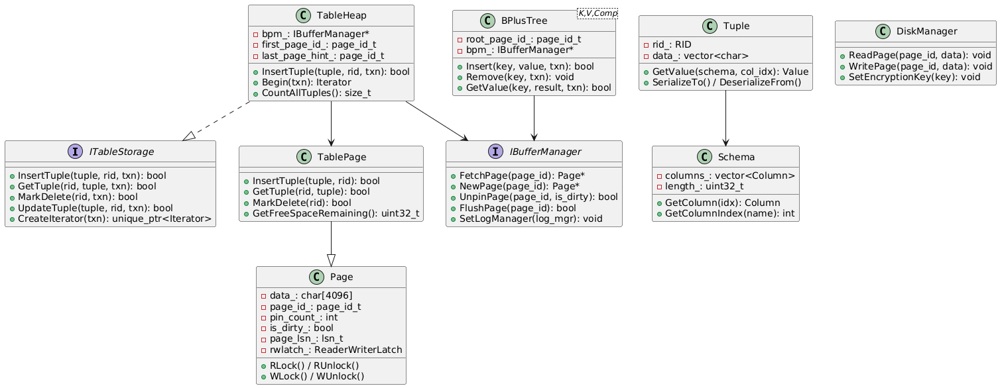 TableHeap
bpm_: IBufferManager*
first_page_id_: page_id_t
last_page_hint_: page_id_t
InsertTuple(tuple, rid, txn): bool
Begin(txn): Iterator
CountAllTuples(): size_t
BPlusTree
K,V,Comp
root_page_id_: page_id_t
bpm_: IBufferManager*
Insert(key, value, txn): bool
Remove(key, txn): void
GetValue(key, result, txn): bool
Tuple
rid_: RID
data_: vector<char>
GetValue(schema, col_idx): Value
SerializeTo() / DeserializeFrom()
DiskManager
ReadPage(page_id, data): void
WritePage(page_id, data): void
SetEncryptionKey(key): void
ITableStorage
InsertTuple(tuple, rid, txn): bool
GetTuple(rid, tuple, txn): bool
MarkDelete(rid, txn): bool
UpdateTuple(tuple, rid, txn): bool
CreateIterator(txn): unique_ptr<Iterator>
TablePage
InsertTuple(tuple, rid): bool
GetTuple(rid, tuple): bool
MarkDelete(rid): bool
GetFreeSpaceRemaining(): uint32_t
IBufferManager
FetchPage(page_id): Page*
NewPage(page_id): Page*
UnpinPage(page_id, is_dirty): bool
FlushPage(page_id): bool
SetLogManager(log_mgr): void
Schema
columns_: vector<Column>
length_: uint32_t
GetColumn(idx): Column
GetColumnIndex(name): int
Page
data_: char[4096]
page_id_: page_id_t
pin_count_: int
is_dirty_: bool
page_lsn_: lsn_t
rwlatch_: ReaderWriterLatch
RLock() / RUnlock()
WLock() / WUnlock()